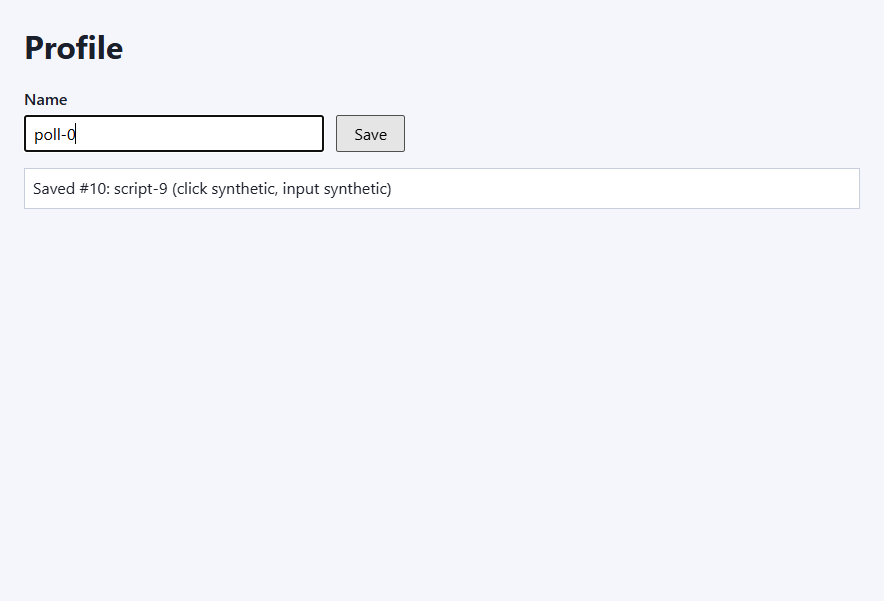 Profile
Name
poll-0
Save
Saved #10: script-9 (click synthetic, input synthetic)